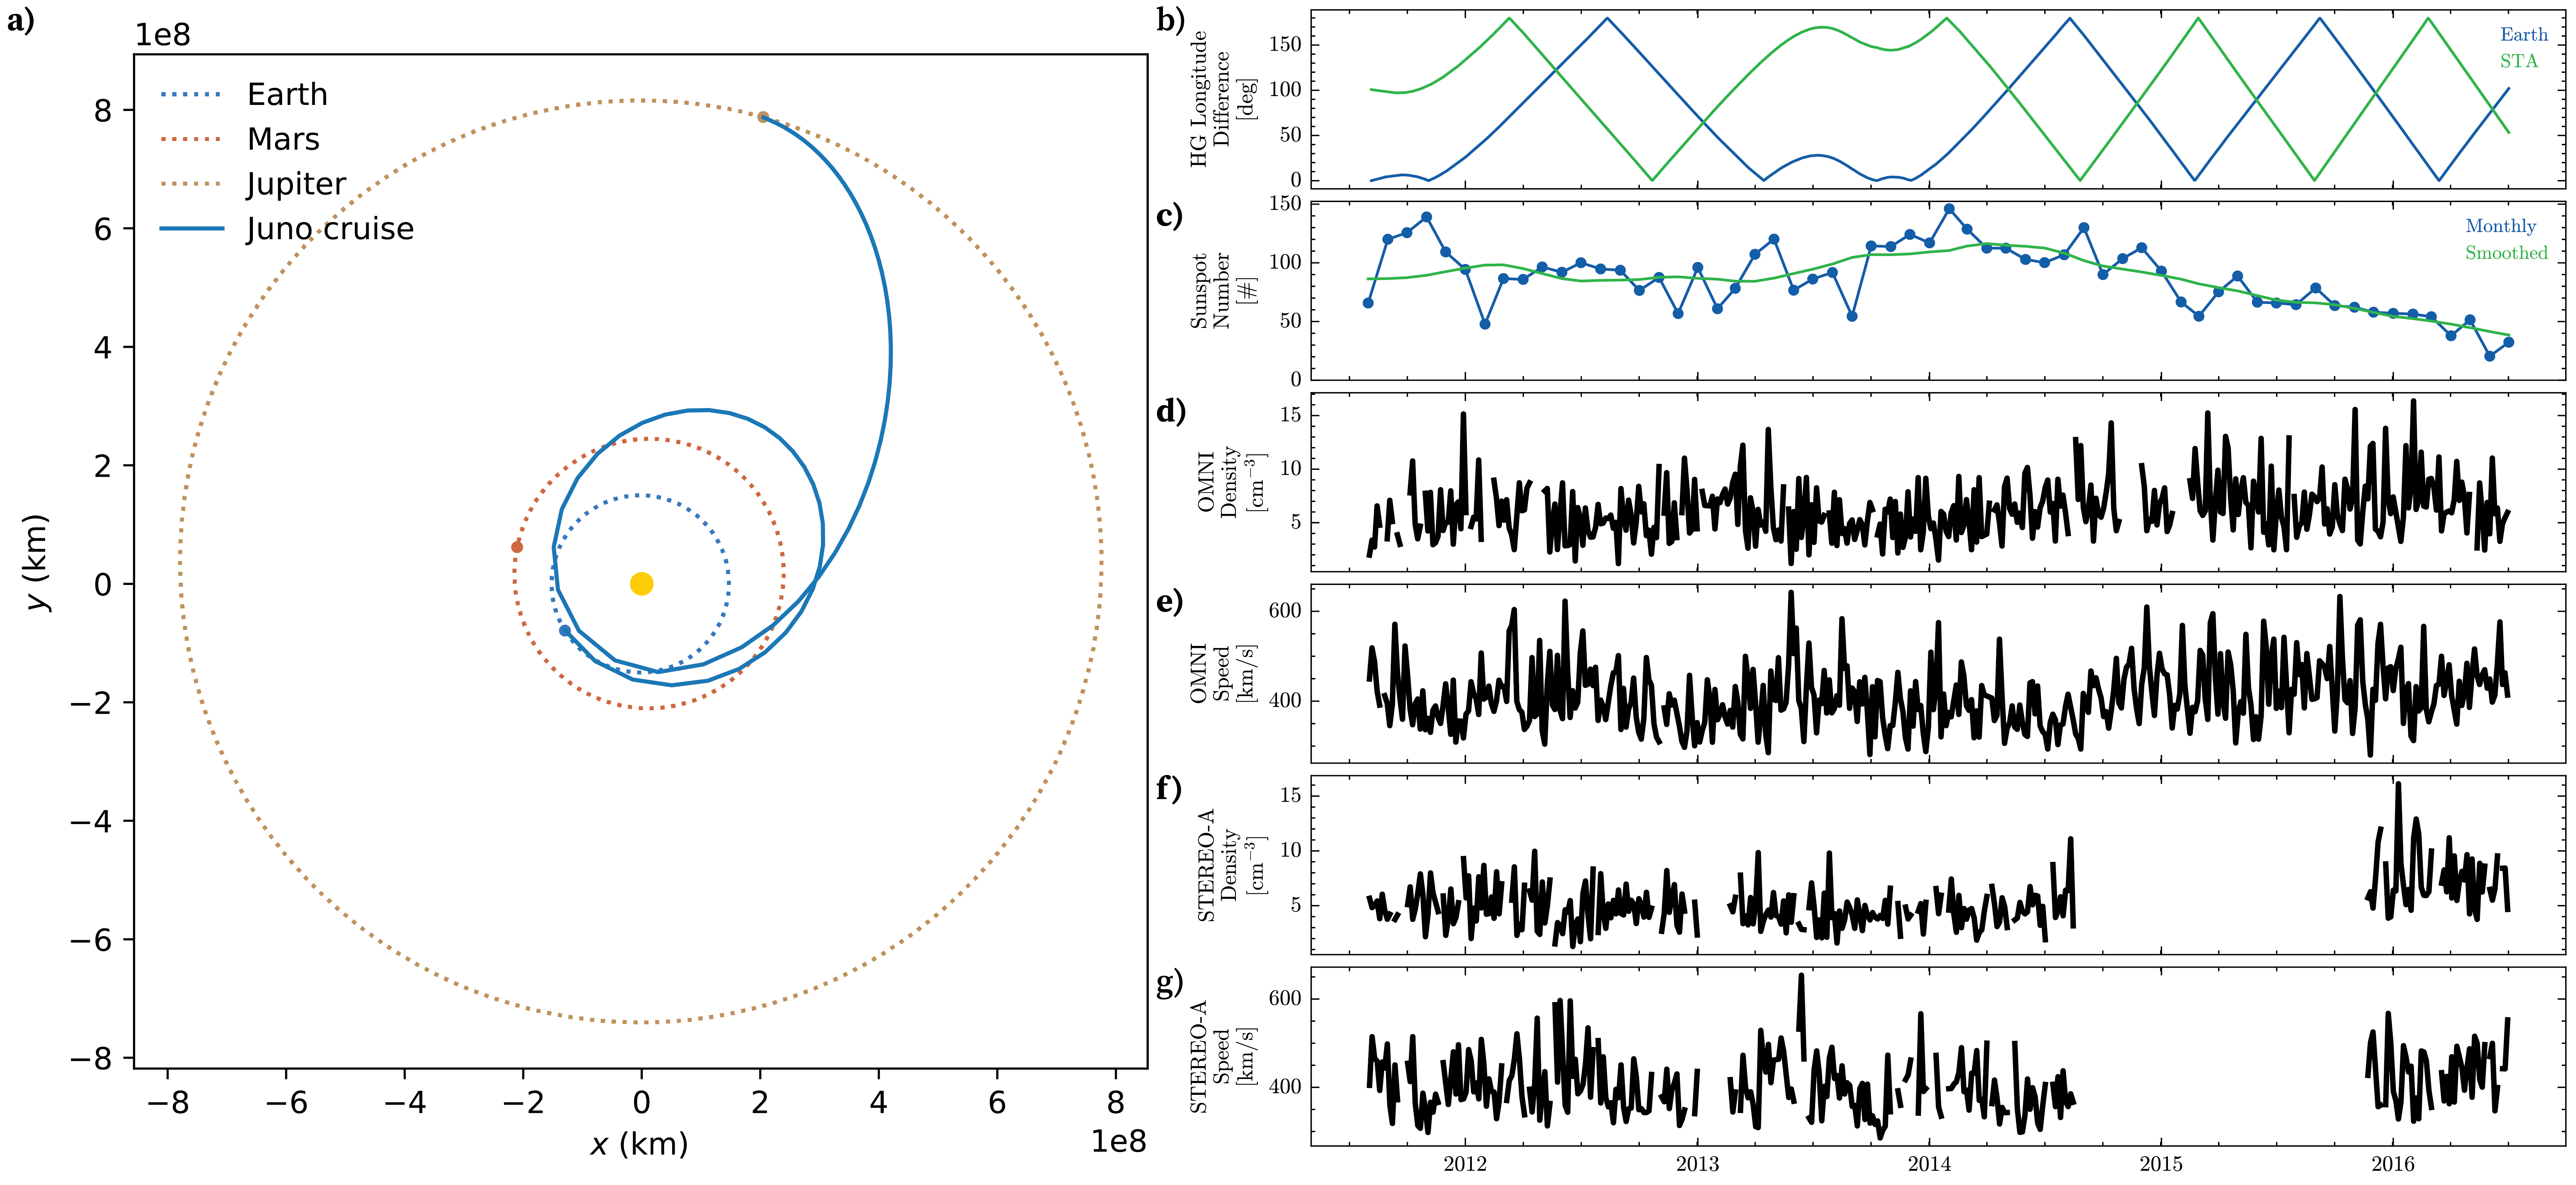 a)
1e8
Earth
Mars
Jupiter
Juno cruise
8
6
4
2
0
−2
−4
−6
−8
y (km)
−8 −6 −4 −2 0 2 4 6 8
x (km)
1e8
b)
HG Longitude
Difference
[deg]
150
100
50
0
Earth
STA
c)
Sunspot
Number
[#]
150
100
50
0
Monthly
Smoothed
d)
OMNI
Density
[cm⁻³]
15
10
5
e)
OMNI
Speed
[km/s]
600
400
f)
STEREO-A
Density
[cm⁻³]
15
10
5
g)
STEREO-A
Speed
[km/s]
600
400
2012 2013 2014 2015 2016